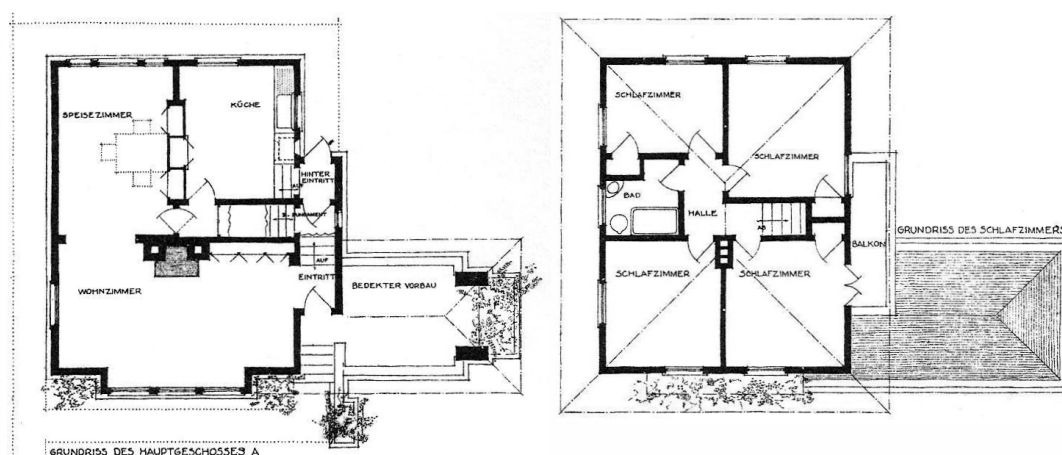 SPEISEZIMMER
KÜCHE
HINTER
EINTRITT
AUF
Z. FUNDAMENT
AUF
EINTRITT
WOHNZIMMER
BEDEKTER VORBAU
GRUNDRISS DES HAUPTGESCHOSSES A
SCHLAFZIMMER
SCHLAFZIMMER
BAD
HALLE
AB
BALKON
GRUNDRISS DES SCHLAFZIMMERS
SCHLAFZIMMER
SCHLAFZIMMER